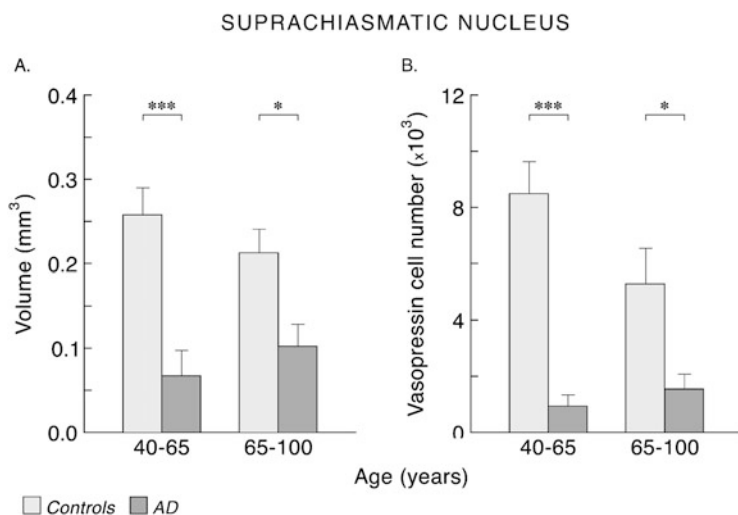 SUPRACHIASMATIC NUCLEUS
A.
0.4
0.3
0.2
0.1
0.0
Volume (mm³)
***
*
40-65
65-100
B.
12
8
4
0
Vasopressin cell number (x10³)
***
*
40-65
65-100
Age (years)
Controls
AD